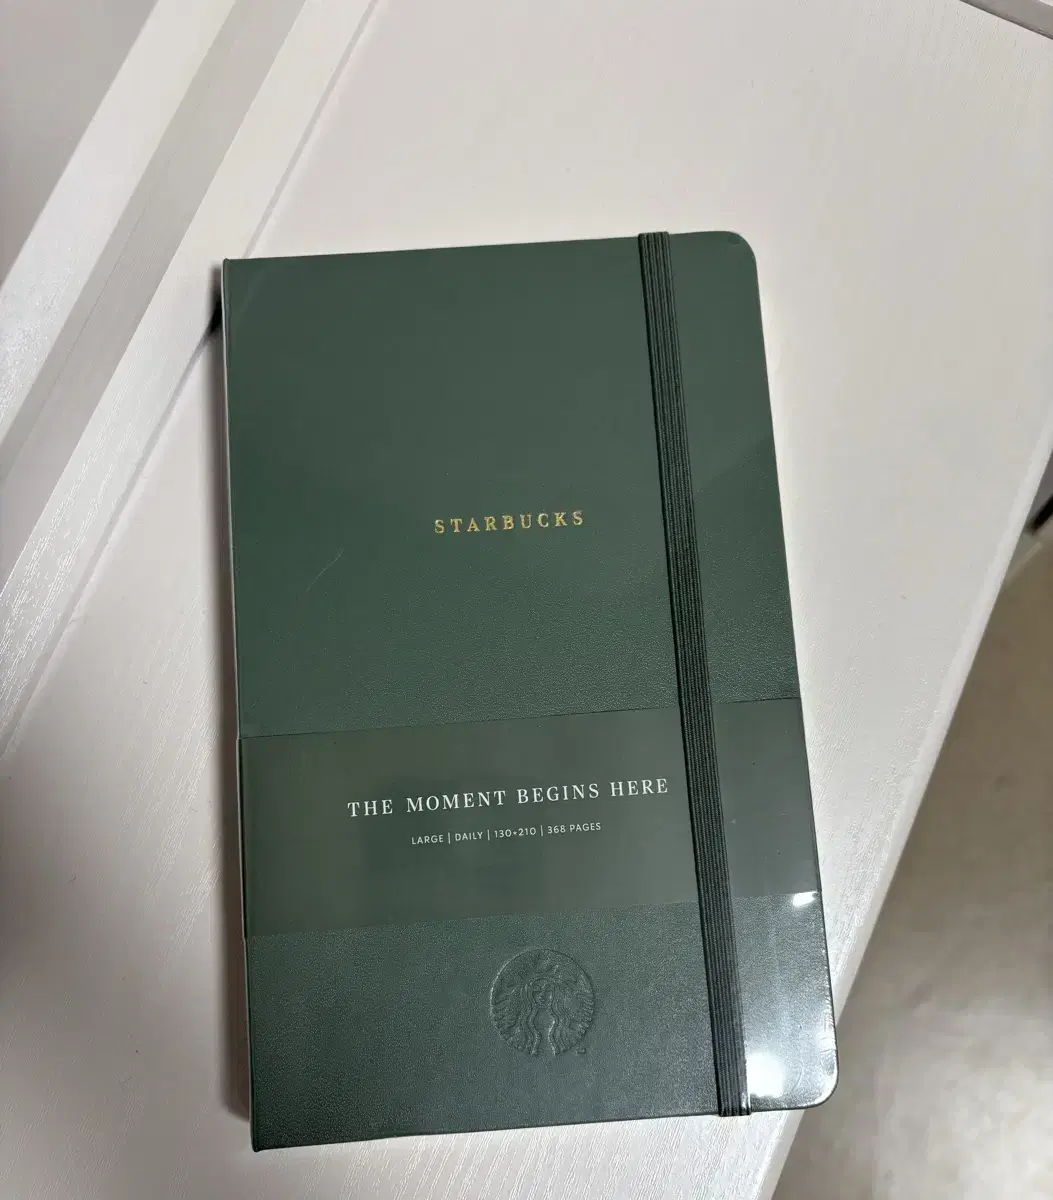 STARBUCKS
THE MOMENT BEGINS HERE
LARGE | DAILY | 130×210 | 368 PAGES